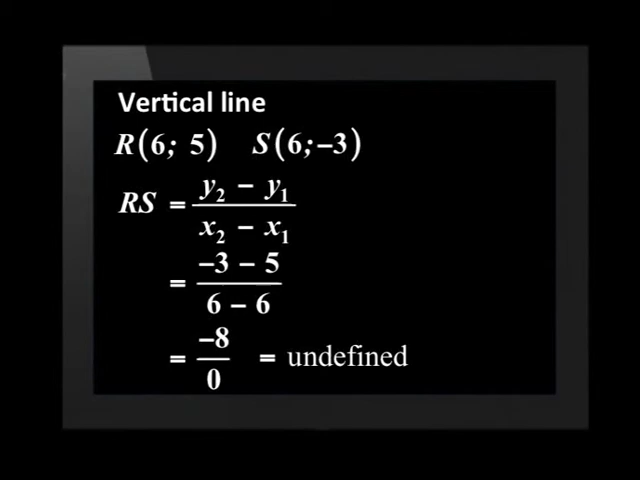 Vertical line
R(6; 5) S(6;–3)
RS = y₂ – y₁ / x₂ – x₁
= –3 – 5 / 6 – 6
= –8 / 0 = undefined